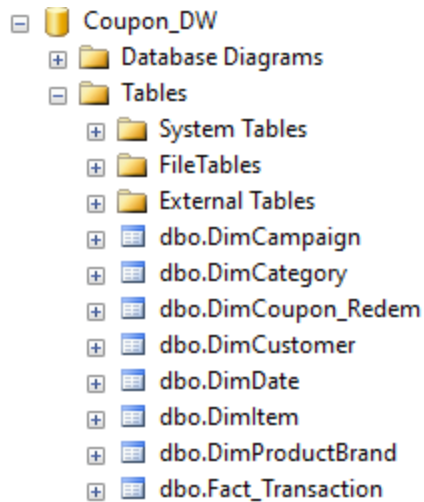 Coupon_DW
Database Diagrams
Tables
System Tables
FileTables
External Tables
dbo.DimCampaign
dbo.DimCategory
dbo.DimCoupon_Redem
dbo.DimCustomer
dbo.DimDate
dbo.DimItem
dbo.DimProductBrand
dbo.Fact_Transaction